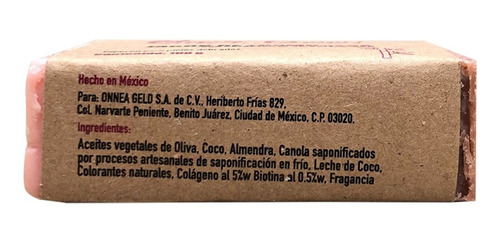 100 g
Hecho en México
Para: ONNEA GELD S.A. de C.V., Heriberto Frías 829,
Col. Narvarte Peniente, Benito Juárez, Ciudad de México, C.P. 03020.
Ingredientes:
Aceites vegetales de Oliva, Coco, Almendra, Canola saponificados
por procesos artesanales de saponificación en frío, Leche de Coco,
Colorantes naturales, Colágeno al 5%w Biotina al 0.5%w, Fragancia